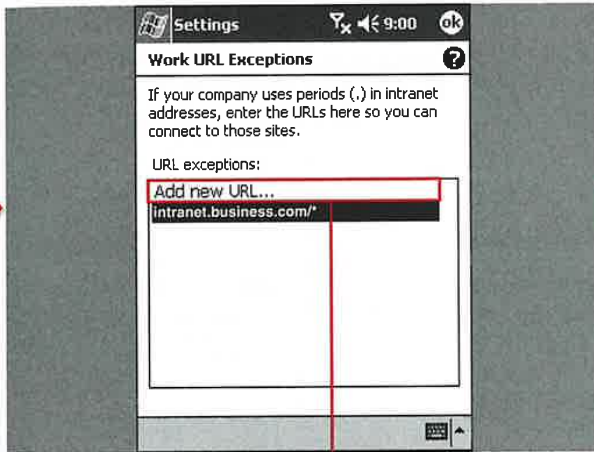 Settings 9:00 ok
Work URL Exceptions ?
If your company uses periods (.) in intranet
addresses, enter the URLs here so you can
connect to those sites.
URL exceptions:
Add new URL...
intranet.business.com/*